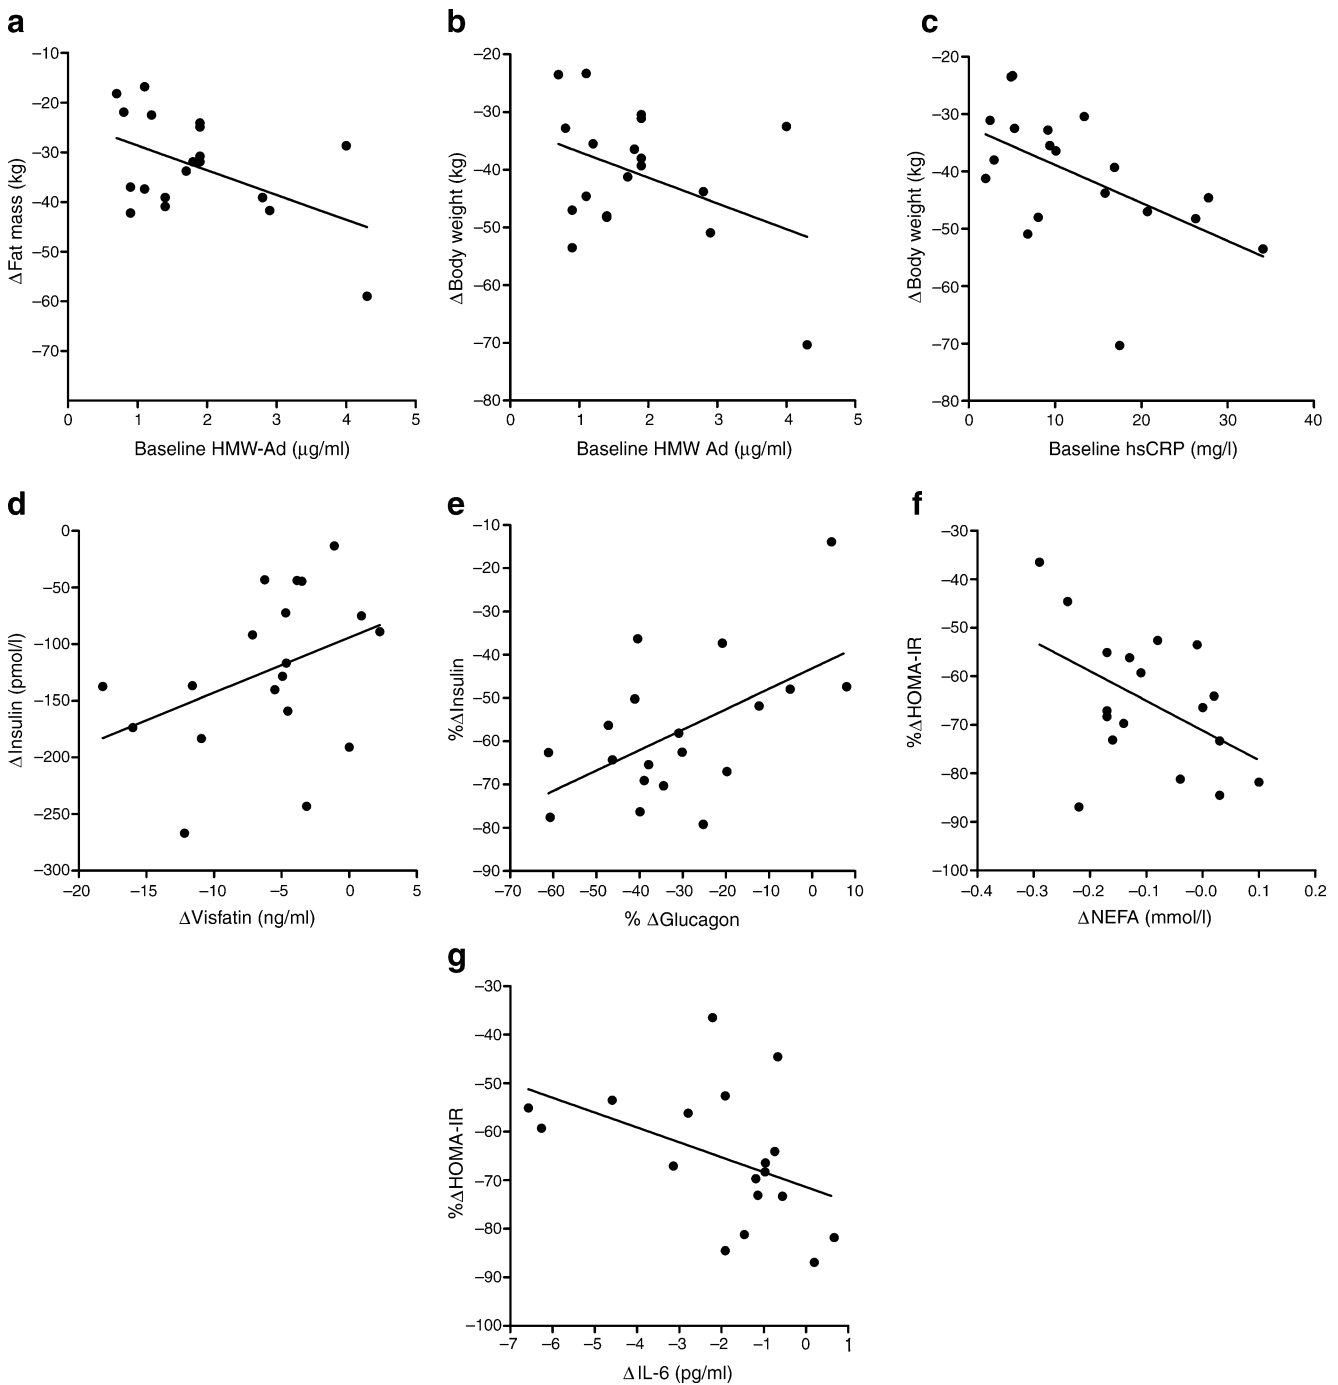 a
−10
−20
−30
−40
−50
−60
−70
ΔFat mass (kg)
0 1 2 3 4 5
Baseline HMW-Ad (μg/ml)
b
−20
−30
−40
−50
−60
−70
−80
ΔBody weight (kg)
0 1 2 3 4 5
Baseline HMW Ad (μg/ml)
c
−20
−30
−40
−50
−60
−70
−80
ΔBody weight (kg)
0 10 20 30 40
Baseline hsCRP (mg/l)
d
0
−50
−100
−150
−200
−250
−300
ΔInsulin (pmol/l)
−20 −15 −10 −5 0 5
ΔVisfatin (ng/ml)
e
−10
−20
−30
−40
−50
−60
−70
−80
−90
%ΔInsulin
−70 −60 −50 −40 −30 −20 −10 0 10
% ΔGlucagon
f
−30
−40
−50
−60
−70
−80
−90
−100
%ΔHOMA-IR
−0.4 −0.3 −0.2 −0.1 −0.0 0.1 0.2
ΔNEFA (mmol/l)
g
−30
−40
−50
−60
−70
−80
−90
−100
%ΔHOMA-IR
−7 −6 −5 −4 −3 −2 −1 0 1
ΔIL-6 (pg/ml)